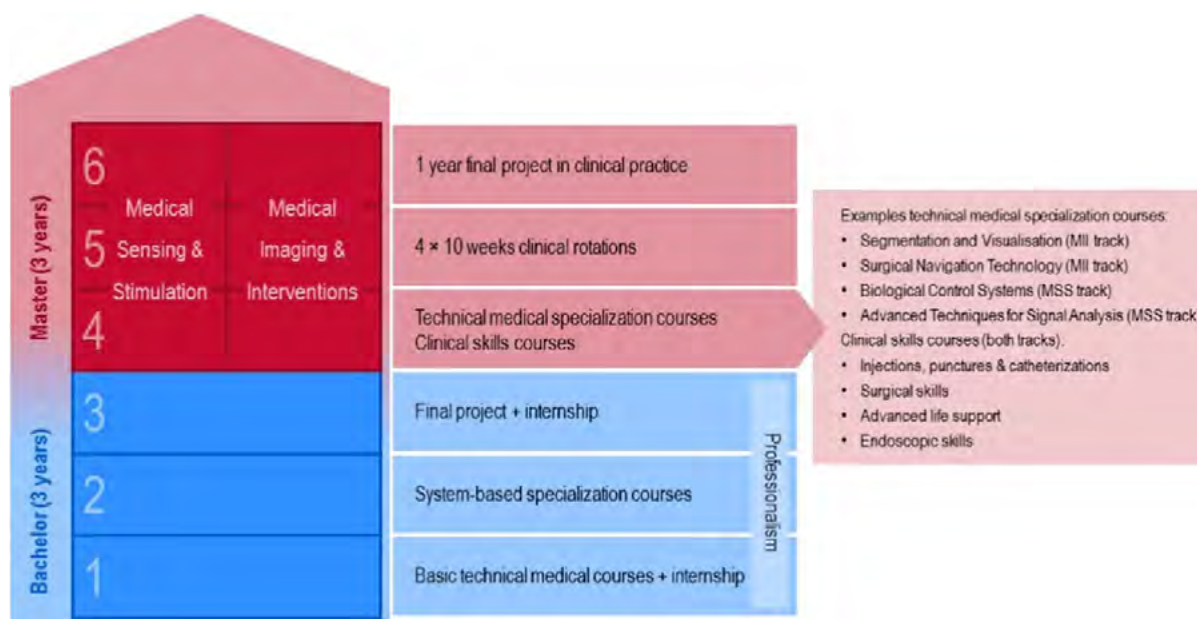 6
5
4
3
2
1
Master (3 years)
Bachelor (3 years)
Medical
Sensing &
Stimulation
Medical
Imaging &
Interventions
1 year final project in clinical practice
4 × 10 weeks clinical rotations
Technical medical specialization courses
Clinical skills courses
Final project + internship
System-based specialization courses
Basic technical medical courses + internship
Professionalism
Examples technical medical specialization courses:
• Segmentation and Visualisation (MII track)
• Surgical Navigation Technology (MII track)
• Biological Control Systems (MSS track)
• Advanced Techniques for Signal Analysis (MSS track
Clinical skills courses (both tracks):
• Injections, punctures & catheterizations
• Surgical skills
• Advanced life support
• Endoscopic skills